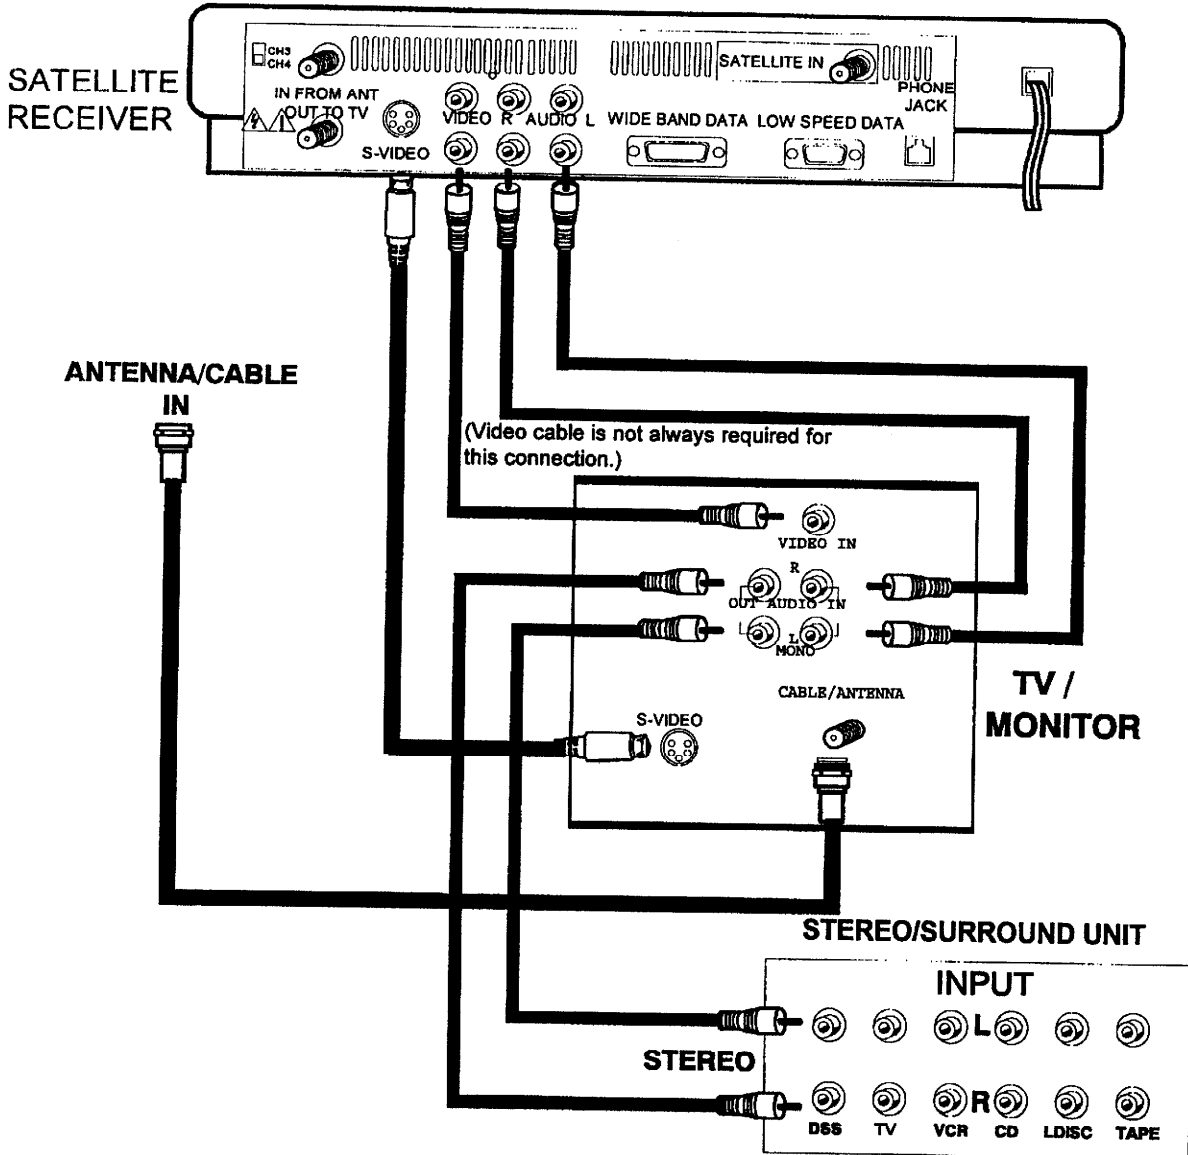 SATELLITE
RECEIVER
CH3
CH4
IN FROM ANT
OUT TO TV
S-VIDEO
VIDEO R AUDIO L
SATELLITE IN
WIDE BAND DATA
LOW SPEED DATA
PHONE
JACK
ANTENNA/CABLE
IN
(Video cable is not always required for
this connection.)
VIDEO IN
R
OUT AUDIO IN
L
MONO
CABLE/ANTENNA
S-VIDEO
TV /
MONITOR
STEREO/SURROUND UNIT
INPUT
L
STEREO
R
DSS TV VCR CD LDISC TAPE